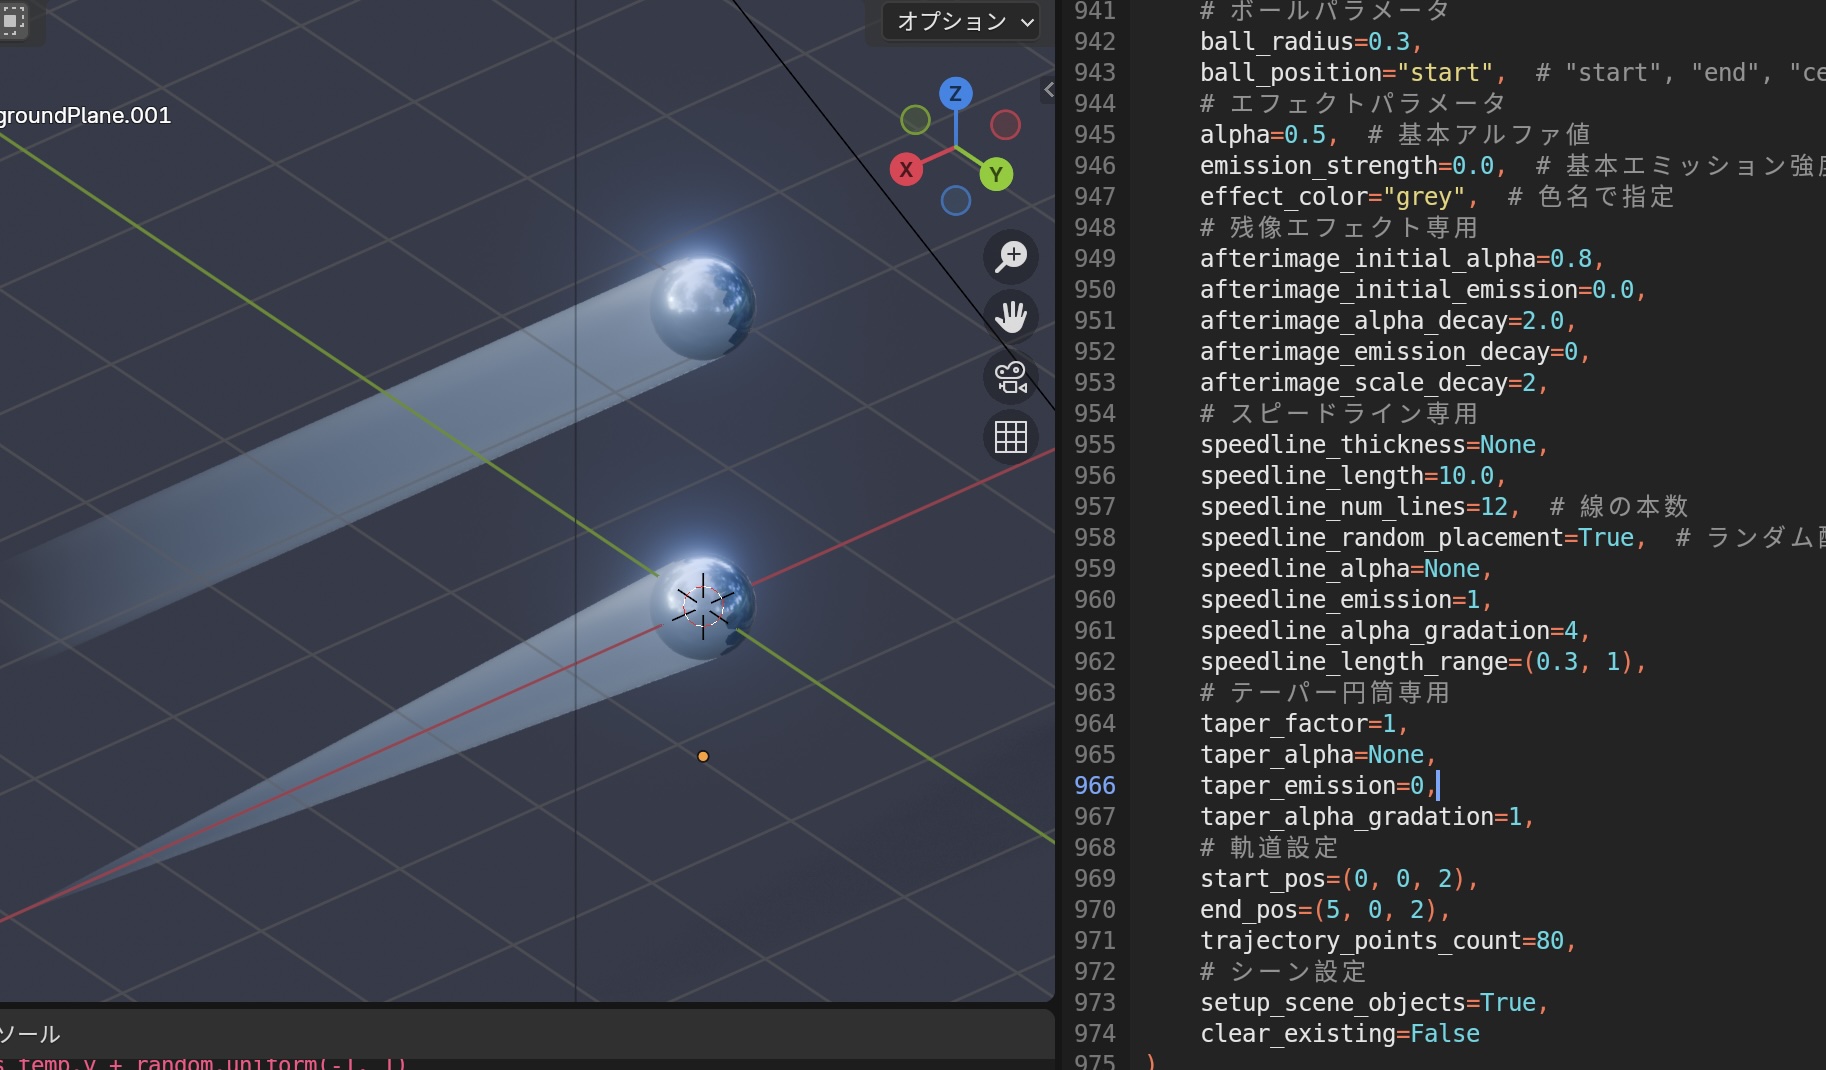 オプション
groundPlane.001
Z
X
Y
ソール
temp.y + random.uniform(-1, 1)
941 # ボールパラメータ
942 ball_radius=0.3,
943 ball_position="start", # "start", "end", "ce
944 # エフェクトパラメータ
945 alpha=0.5, # 基本アルファ値
946 emission_strength=0.0, # 基本エミッション強度
947 effect_color="grey", # 色名で指定
948 # 残像エフェクト専用
949 afterimage_initial_alpha=0.8,
950 afterimage_initial_emission=0.0,
951 afterimage_alpha_decay=2.0,
952 afterimage_emission_decay=0,
953 afterimage_scale_decay=2,
954 # スピードライン専用
955 speedline_thickness=None,
956 speedline_length=10.0,
957 speedline_num_lines=12, # 線の本数
958 speedline_random_placement=True, # ランダム配
959 speedline_alpha=None,
960 speedline_emission=1,
961 speedline_alpha_gradation=4,
962 speedline_length_range=(0.3, 1),
963 # テーパー円筒専用
964 taper_factor=1,
965 taper_alpha=None,
966 taper_emission=0,
967 taper_alpha_gradation=1,
968 # 軌道設定
969 start_pos=(0, 0, 2),
970 end_pos=(5, 0, 2),
971 trajectory_points_count=80,
972 # シーン設定
973 setup_scene_objects=True,
974 clear_existing=False
975 )